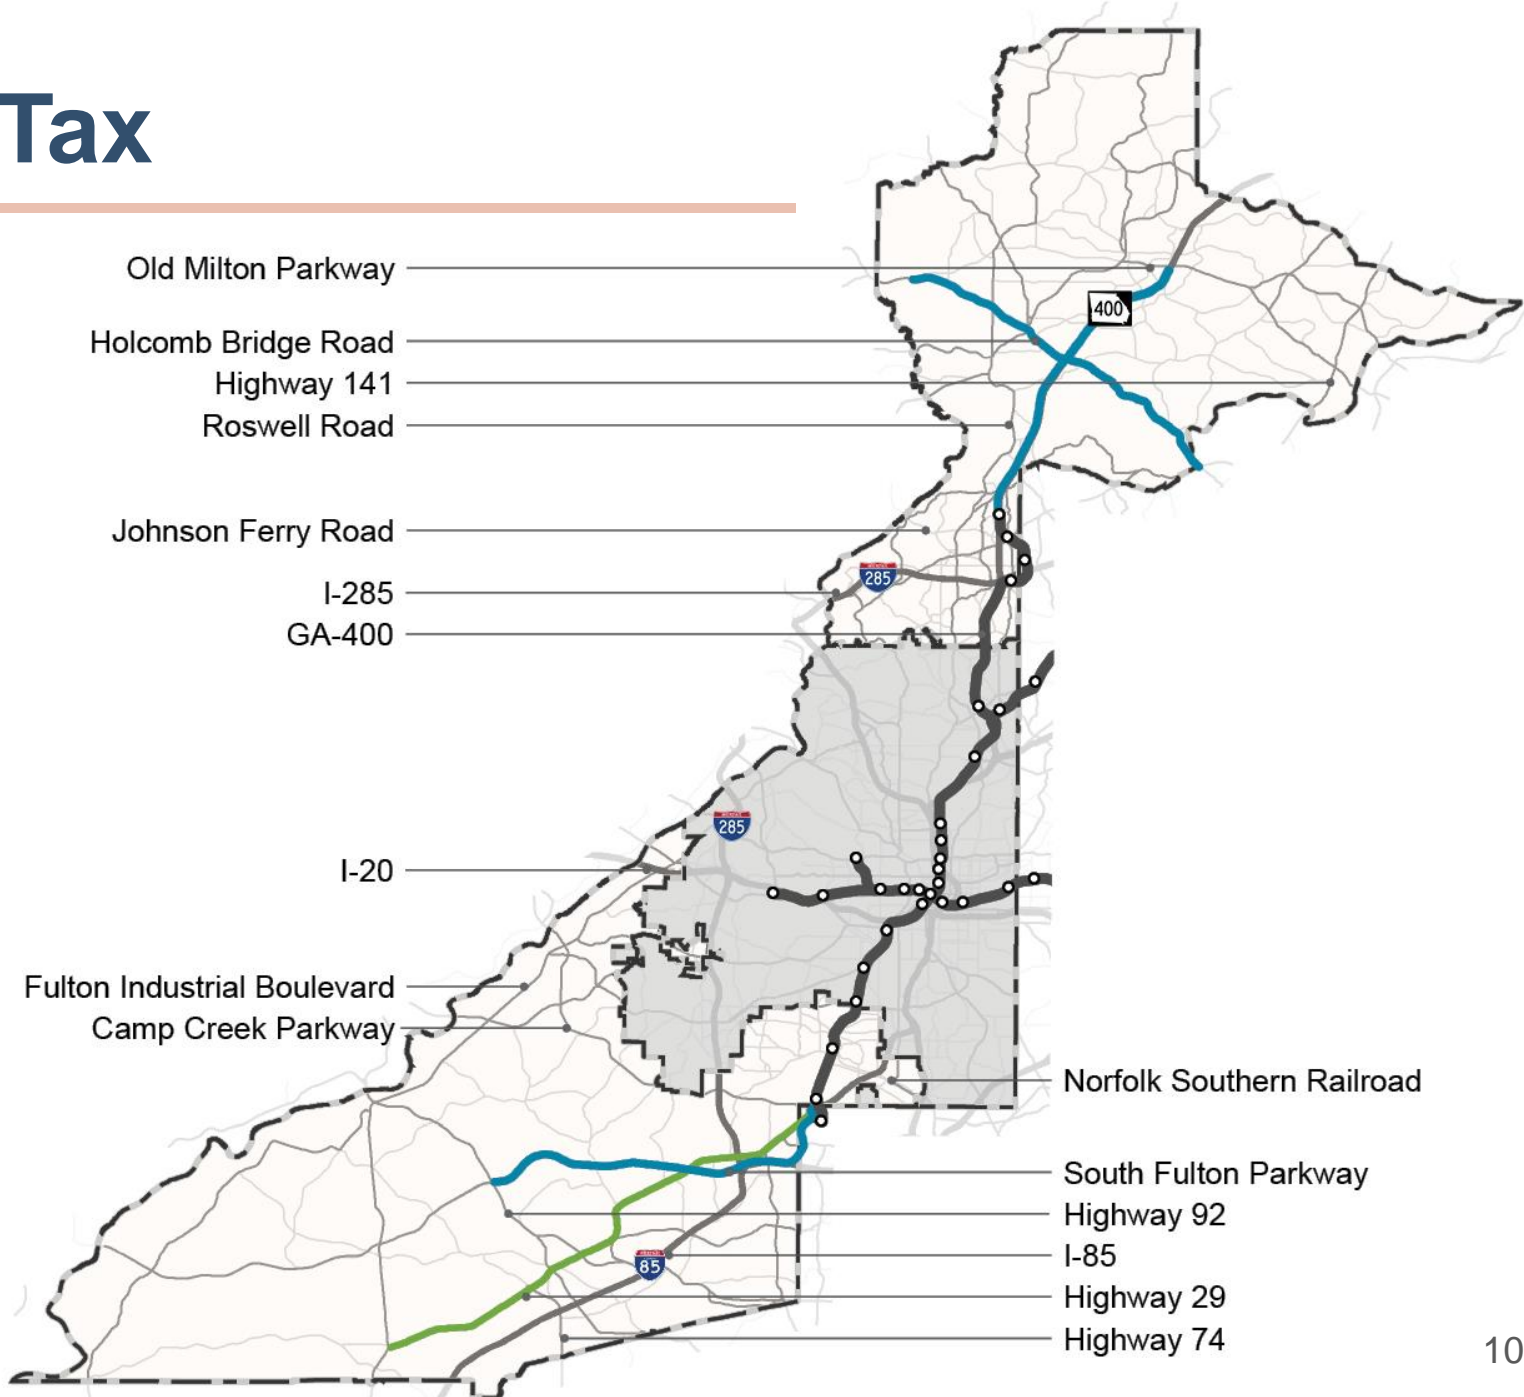 Tax
Old Milton Parkway
400
Holcomb Bridge Road
Highway 141
Roswell Road
Johnson Ferry Road
285
I-285
GA-400
285
I-20
Fulton Industrial Boulevard
Camp Creek Parkway
Norfolk Southern Railroad
South Fulton Parkway
Highway 92
I-85
85
Highway 29
Highway 74
10